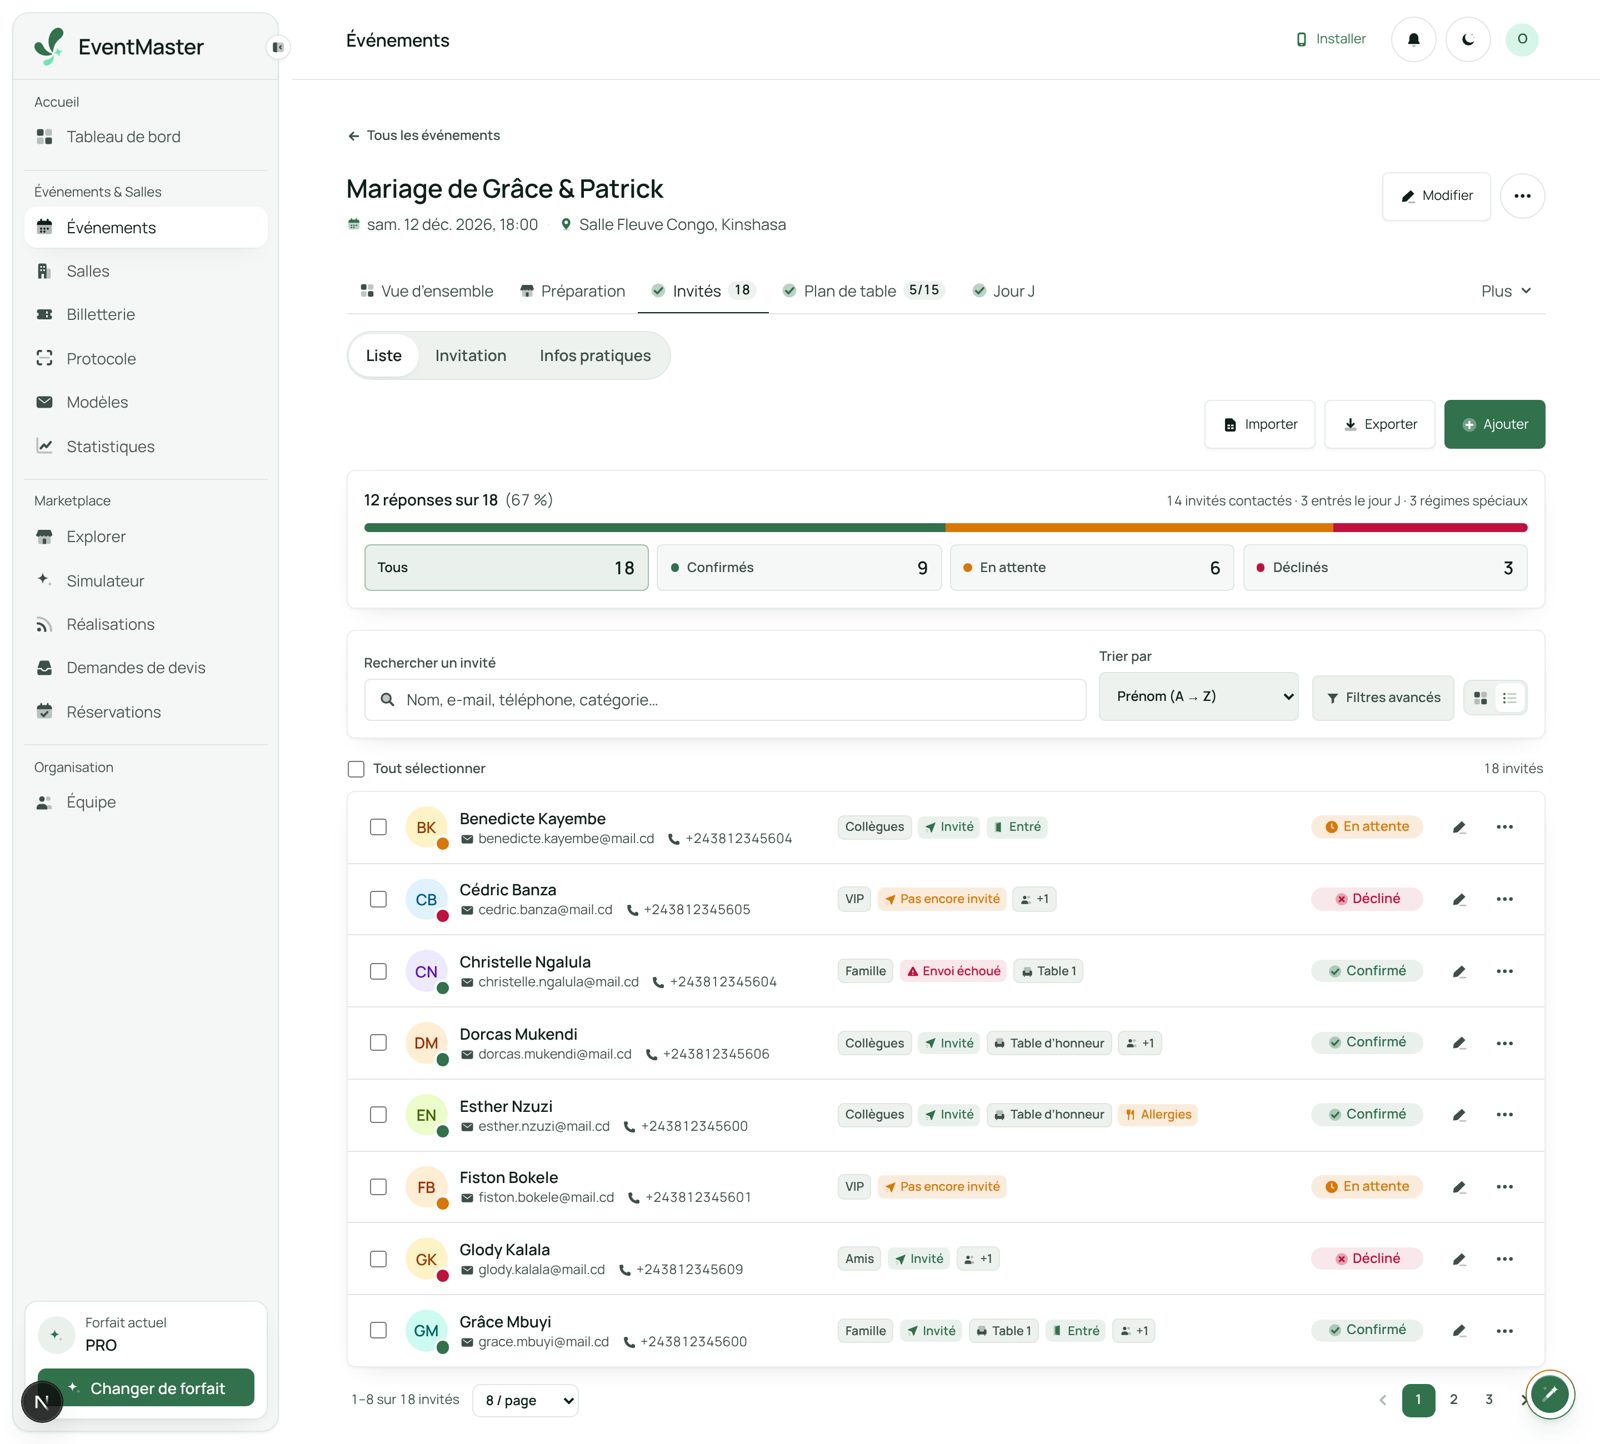 EventMaster
Accueil
Tableau de bord
Événements & Salles
Événements
Salles
Billetterie
Protocole
Modèles
Statistiques
Marketplace
Explorer
Simulateur
Réalisations
Demandes de devis
Réservations
Organisation
Équipe
Forfait actuel
PRO
Changer de forfait
N
Événements
Installer
O
Tous les événements
Mariage de Grâce & Patrick
sam. 12 déc. 2026, 18:00 · Salle Fleuve Congo, Kinshasa
Modifier
Vue d'ensemble
Préparation
Invités 18
Plan de table 5/15
Jour J
Plus
Liste
Invitation
Infos pratiques
Importer
Exporter
Ajouter
12 réponses sur 18 (67 %)
14 invités contactés · 3 entrés le jour J · 3 régimes spéciaux
Tous 18
Confirmés 9
En attente 6
Déclinés 3
Rechercher un invité
Nom, e-mail, téléphone, catégorie…
Trier par
Prénom (A → Z)
Filtres avancés
Tout sélectionner
18 invités
BK
Benedicte Kayembe
benedicte.kayembe@mail.cd +243812345604
Collègues Invité Entré
En attente
CB
Cédric Banza
cedric.banza@mail.cd +243812345605
VIP Pas encore invité +1
Décliné
CN
Christelle Ngalula
christelle.ngalula@mail.cd +243812345604
Famille Envoi échoué Table 1
Confirmé
DM
Dorcas Mukendi
dorcas.mukendi@mail.cd +243812345606
Collègues Invité Table d'honneur +1
Confirmé
EN
Esther Nzuzi
esther.nzuzi@mail.cd +243812345600
Collègues Invité Table d'honneur Allergies
Confirmé
FB
Fiston Bokele
fiston.bokele@mail.cd +243812345601
VIP Pas encore invité
En attente
GK
Glody Kalala
glody.kalala@mail.cd +243812345609
Amis Invité +1
Décliné
GM
Grâce Mbuyi
grace.mbuyi@mail.cd +243812345600
Famille Invité Table 1 Entré +1
Confirmé
1–8 sur 18 invités
8 / page
1 2 3